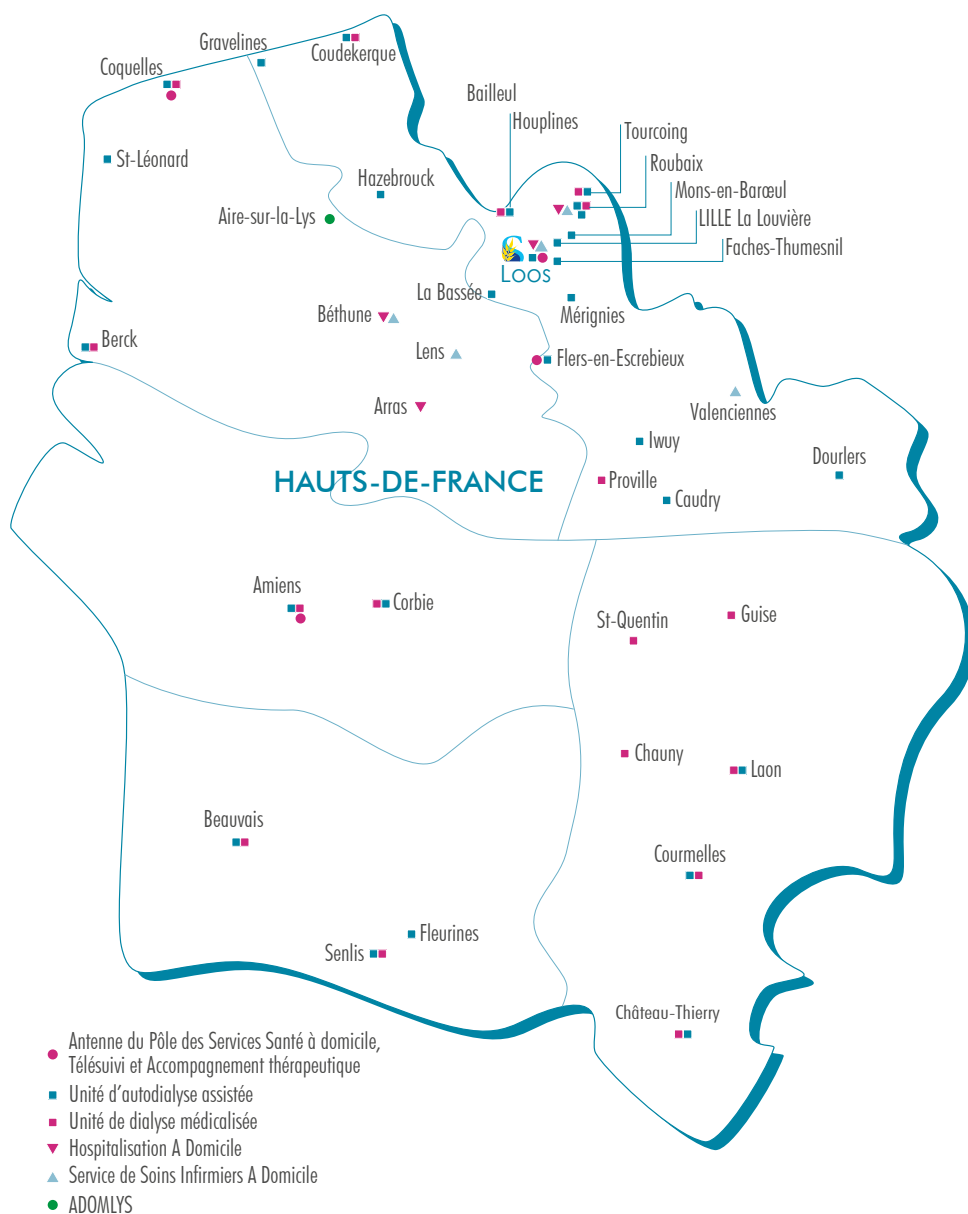 Gravelines
Coudekerque
Coquelles
Bailleul
Houplines
Tourcoing
St-Léonard
Roubaix
Hazebrouck
Mons-en-Barœul
Aire-sur-la-Lys
LILLE La Louvière
Faches-Thumesnil
LOOS
La Bassée
Béthune
Mérignies
Berck
Lens
Flers-en-Escrebieux
Arras
Valenciennes
Iwuy
Dourlers
HAUTS-DE-FRANCE
Proville
Caudry
Amiens
Corbie
St-Quentin
Guise
Chauny
Laon
Beauvais
Courmelles
Fleurines
Senlis
Château-Thierry
Antenne du Pôle des Services Santé à domicile,
Télésuivi et Accompagnement thérapeutique
Unité d'autodialyse assistée
Unité de dialyse médicalisée
Hospitalisation A Domicile
Service de Soins Infirmiers A Domicile
ADOMLYS